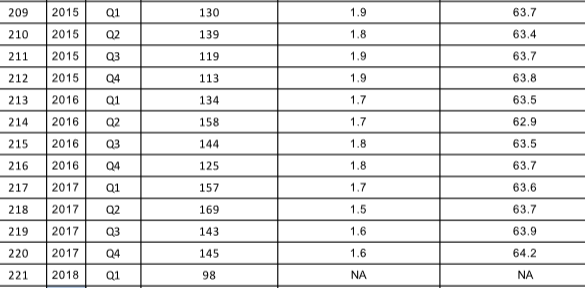 209 2015 Q1 130 1.9 63.7
210 2015 Q2 139 1.8 63.4
211 2015 Q3 119 1.9 63.7
212 2015 Q4 113 1.9 63.8
213 2016 Q1 134 1.7 63.5
214 2016 Q2 158 1.7 62.9
215 2016 Q3 144 1.8 63.5
216 2016 Q4 125 1.8 63.7
217 2017 Q1 157 1.7 63.6
218 2017 Q2 169 1.5 63.7
219 2017 Q3 143 1.6 63.9
220 2017 Q4 145 1.6 64.2
221 2018 Q1 98 NA NA